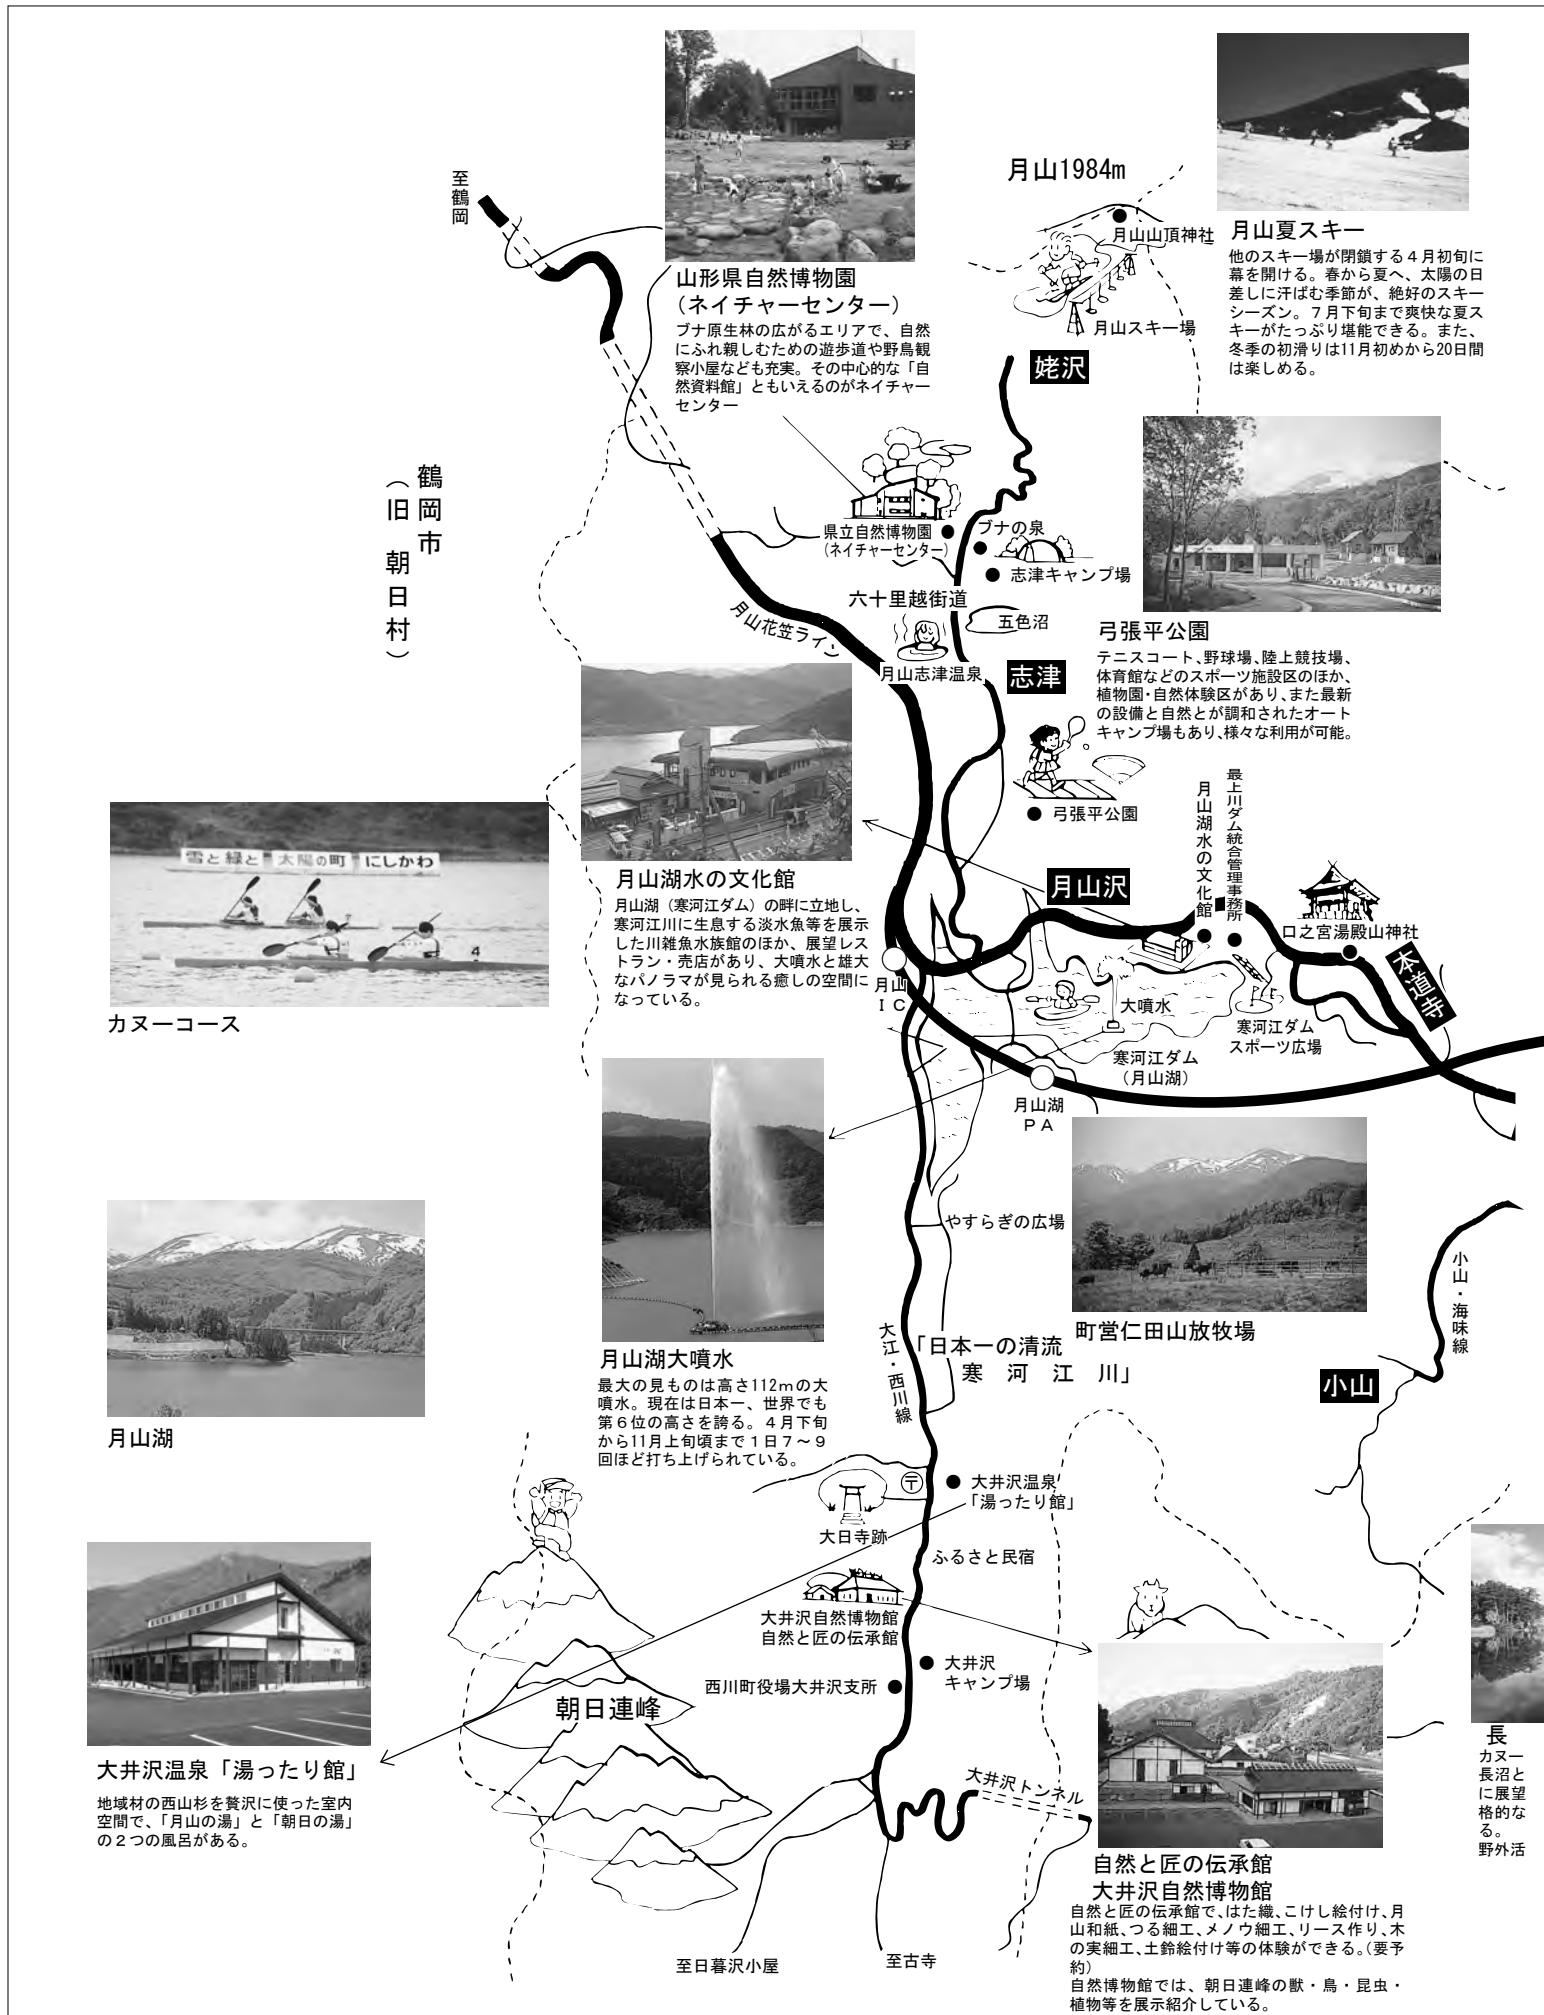 至鶴岡
鶴岡市
（旧 朝日村）
山形県自然博物園
（ネイチャーセンター）
ブナ原生林の広がるエリアで、自然
にふれ親しむための遊歩道や野鳥観
察小屋なども充実。その中心的な「自
然資料館」ともいえるのがネイチャー
センター
月山1984m
月山山頂神社
月山スキー場
姥沢
月山夏スキー
他のスキー場が閉鎖する４月初旬に
幕を開ける。春から夏へ、太陽の日
差しに汗ばむ季節が、絶好のスキー
シーズン。７月下旬まで爽快な夏ス
キーがたっぷり堪能できる。また、
冬季の初滑りは11月初めから20日間
は楽しめる。
県立自然博物園
（ネイチャーセンター）
ブナの泉
志津キャンプ場
六十里越街道
五色沼
月山花笠ライン
月山志津温泉
志津
弓張平公園
テニスコート、野球場、陸上競技場、
体育館などのスポーツ施設区のほか、
植物園・自然体験区があり、また最新
の設備と自然とが調和されたオート
キャンプ場もあり、様々な利用が可能。
弓張平公園
月山沢
月山湖水の文化館
最上川ダム統合管理事務所
口之宮湯殿山神社
本道寺
雪と緑と 太陽の町 にしかわ
4
カヌーコース
月山湖水の文化館
月山湖（寒河江ダム）の畔に立地し、
寒河江川に生息する淡水魚等を展示
した川雑魚水族館のほか、展望レス
トラン・売店があり、大噴水と雄大
なパノラマが見られる癒しの空間に
なっている。
月山
ＩＣ
大噴水
寒河江ダム
スポーツ広場
寒河江ダム
（月山湖）
月山湖
ＰＡ
やすらぎの広場
町営仁田山放牧場
小山・海味線
小山
月山湖
月山湖大噴水
最大の見ものは高さ112mの大
噴水。現在は日本一、世界でも
第６位の高さを誇る。４月下旬
から11月上旬頃まで１日７～９
回ほど打ち上げられている。
大江・西川線
「日本一の清流
寒 河 江 川」
〒
大井沢温泉
「湯ったり館」
大日寺跡
ふるさと民宿
大井沢自然博物館
自然と匠の伝承館
大井沢
キャンプ場
西川町役場大井沢支所
朝日連峰
大井沢温泉「湯ったり館」
地域材の西山杉を贅沢に使った室内
空間で、「月山の湯」と「朝日の湯」
の２つの風呂がある。
大井沢トンネル
自然と匠の伝承館
大井沢自然博物館
自然と匠の伝承館で、はた織、こけし絵付け、月
山和紙、つる細工、メノウ細工、リース作り、木
の実細工、土鈴絵付け等の体験ができる。（要予
約）
自然博物館では、朝日連峰の獣・鳥・昆虫・
植物等を展示紹介している。
至日暮沢小屋
至古寺
長
カヌー
長沼と
に展望
格的な
る。
野外活